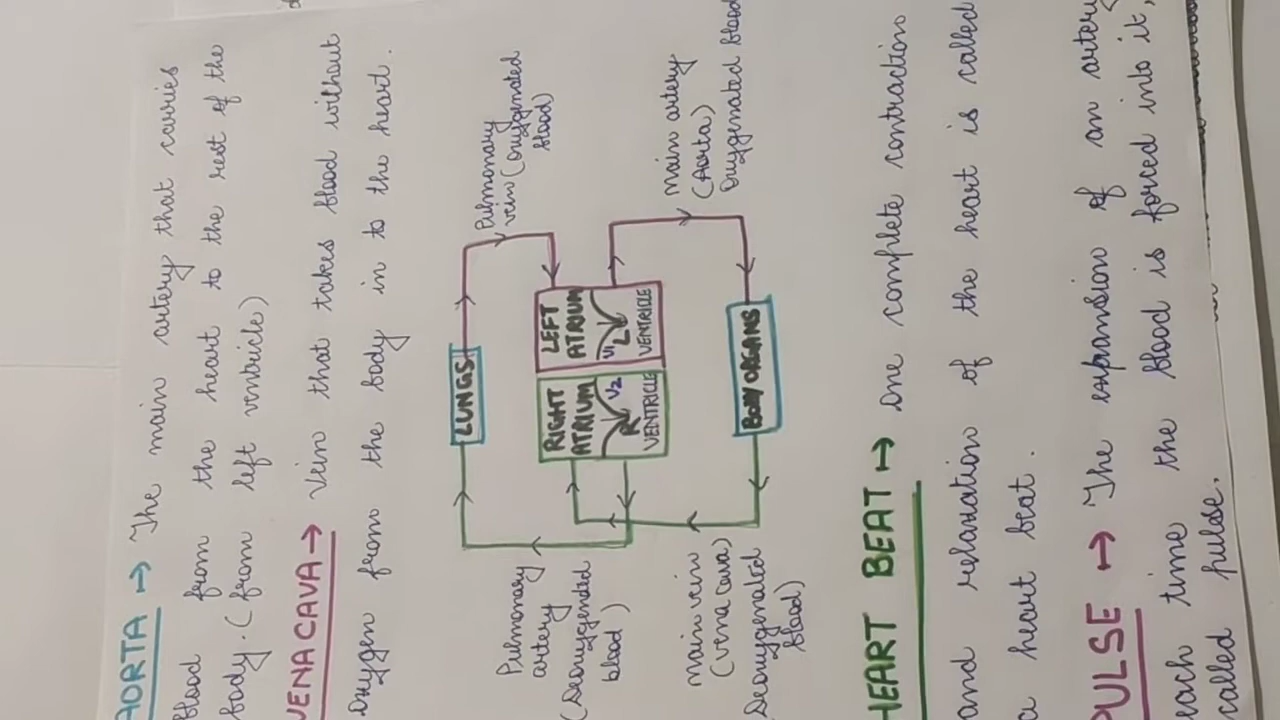 AORTA → The main artery that carries
blood from the heart to the rest of the
body. (from left ventricle)
VENA CAVA → Vein that takes blood without
oxygen from the body in to the heart.
Pulmonary
artery
(Deoxygenated
blood)
LUNGS
Pulmonary
vein (Oxygenated
blood)
RIGHT
ATRIUM
V2
R
VENTRICLE
LEFT
ATRIUM
V1
L
VENTRICLE
main vein
(vena cava)
Deoxygenated
blood)
BODY ORGANS
Main artery
(Aorta)
Oxygenated blood
HEART BEAT → One complete contraction
and relaxation of the heart is called
a heart beat.
PULSE → The expansion of an artery
each time the blood is forced into it,
called pulse.